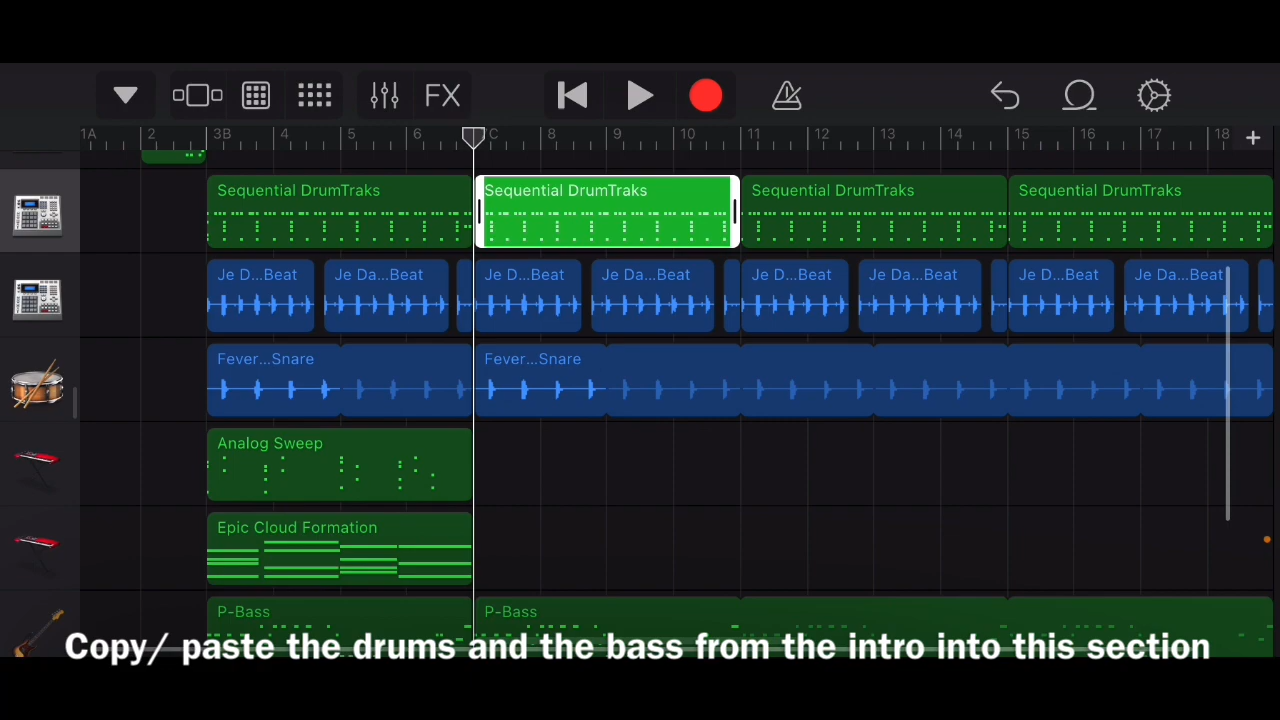 FX
1A 2 3B 4 5 6 7C 8 9 10 11 12 13 14 15 16 17 18 +
Sequential DrumTraks Sequential DrumTraks Sequential DrumTraks Sequential DrumTraks
Je D...Beat Je Da...Beat Je D...Beat Je Da...Beat Je D...Beat Je Da...Beat Je D...Beat Je Da...Beat
Fever...Snare Fever...Snare
Analog Sweep
Epic Cloud Formation
P-Bass P-Bass
Copy/ paste the drums and the bass from the intro into this section